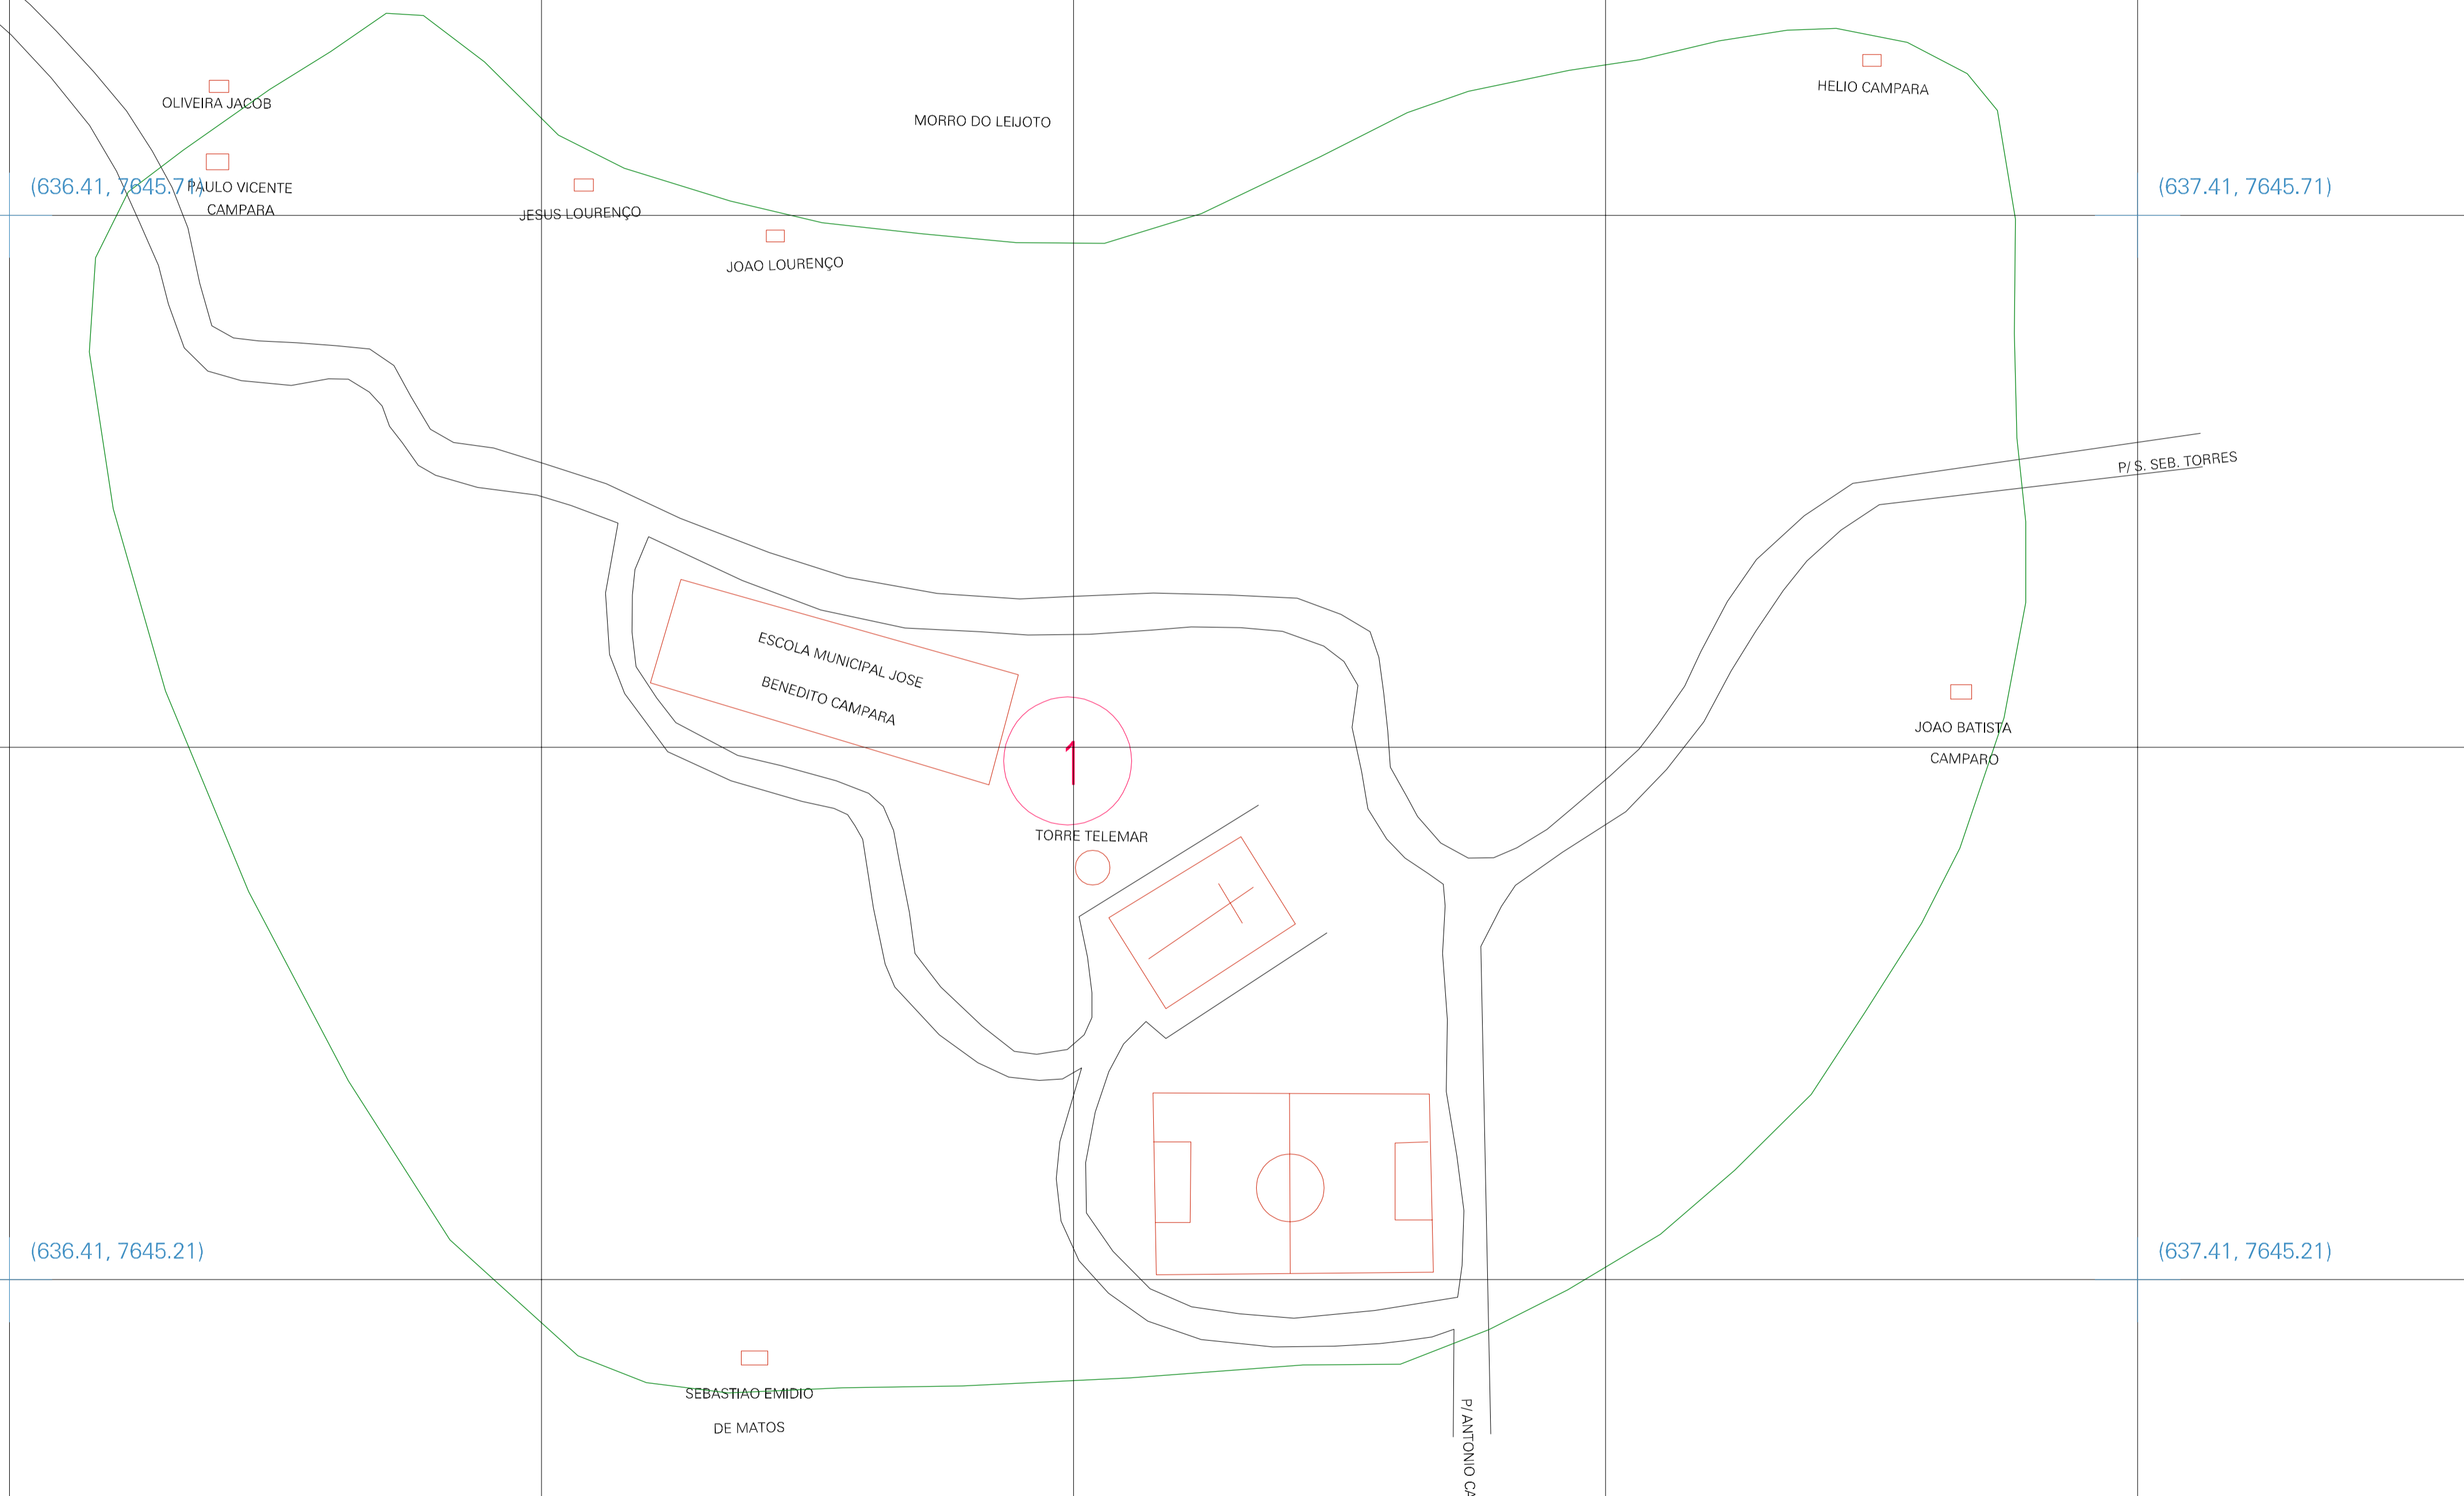 OLIVEIRA JACOB
HELIO CAMPARA
MORRO DO LEIJOTO
(636.41, 7645.71)
PAULO VICENTE
CAMPARA
(637.41, 7645.71)
JESUS LOURENÇO
JOAO LOURENÇO
P/ S. SEB. TORRES
ESCOLA MUNICIPAL JOSE
BENEDITO CAMPARA
1
JOAO BATISTA
CAMPARO
TORRE TELEMAR
(636.41, 7645.21)
(637.41, 7645.21)
SEBASTIAO EMIDIO
DE MATOS
P/ ANTONIO CA